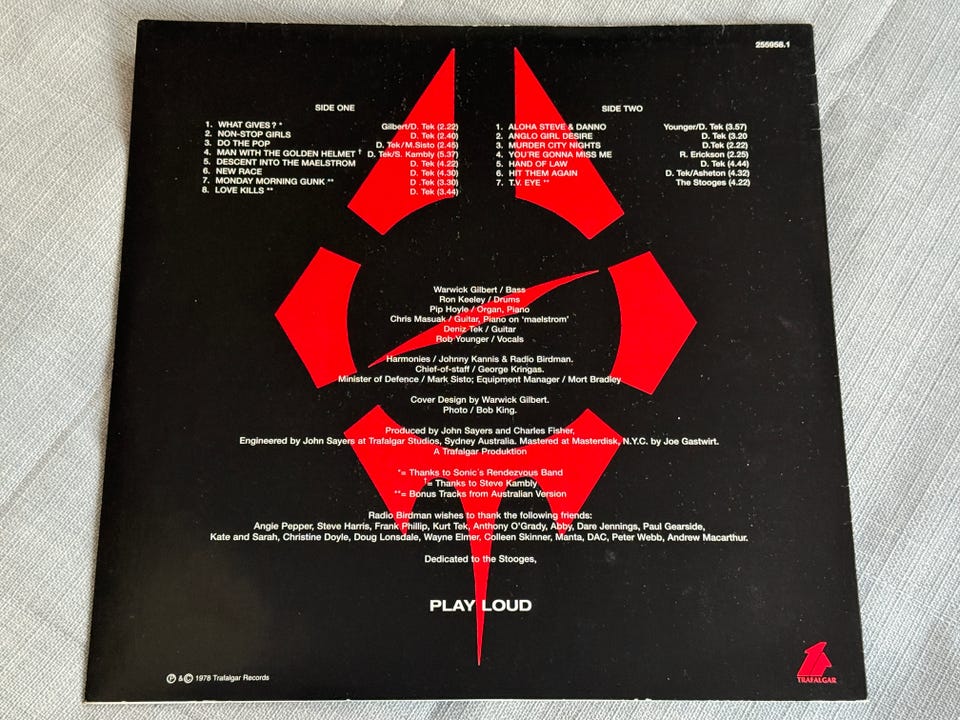 255958.1
SIDE ONE
1. WHAT GIVES? * Gilbert/D. Tek (2.22)
2. NON-STOP GIRLS D. Tek (2.40)
3. DO THE POP D. Tek/M.Sisto (2.45)
4. MAN WITH THE GOLDEN HELMET † D. Tek/S. Kambly (5.37)
5. DESCENT INTO THE MAELSTROM D. Tek (4.22)
6. NEW RACE D. Tek (4.30)
7. MONDAY MORNING GUNK ** D .Tek (3.30)
8. LOVE KILLS ** D. Tek (3.44)
SIDE TWO
1. ALOHA STEVE & DANNO Younger/D. Tek (3.57)
2. ANGLO GIRL DESIRE D. Tek (3.20
3. MURDER CITY NIGHTS D.Tek (2.22)
4. YOU'RE GONNA MISS ME R. Erickson (2.25)
5. HAND OF LAW D. Tek (4.44)
6. HIT THEM AGAIN D. Tek/Asheton (4.32)
7. T.V. EYE ** The Stooges (4.22)
Warwick Gilbert / Bass
Ron Keeley / Drums
Pip Hoyle / Organ, Piano
Chris Masuak / Guitar, Piano on 'maelstrom'
Deniz Tek / Guitar
Rob Younger / Vocals
Harmonies / Johnny Kannis & Radio Birdman.
Chief-of-staff / George Kringas.
Minister of Defence / Mark Sisto; Equipment Manager / Mort Bradley
Cover Design by Warwick Gilbert.
Photo / Bob King.
Produced by John Sayers and Charles Fisher.
Engineered by John Sayers at Trafalgar Studios, Sydney Australia. Mastered at Masterdisk, N.Y.C. by Joe Gastwirt.
A Trafalgar Produktion
*= Thanks to Sonic's Rendezvous Band
†= Thanks to Steve Kambly
**= Bonus Tracks from Australian Version
Radio Birdman wishes to thank the following friends:
Angie Pepper, Steve Harris, Frank Phillip, Kurt Tek, Anthony O'Grady, Abby, Dare Jennings, Paul Gearside,
Kate and Sarah, Christine Doyle, Doug Lonsdale, Wayne Elmer, Colleen Skinner, Manta, DAC, Peter Webb, Andrew Macarthur.
Dedicated to the Stooges,
PLAY LOUD
℗ & © 1978 Trafalgar Records
TRAFALGAR